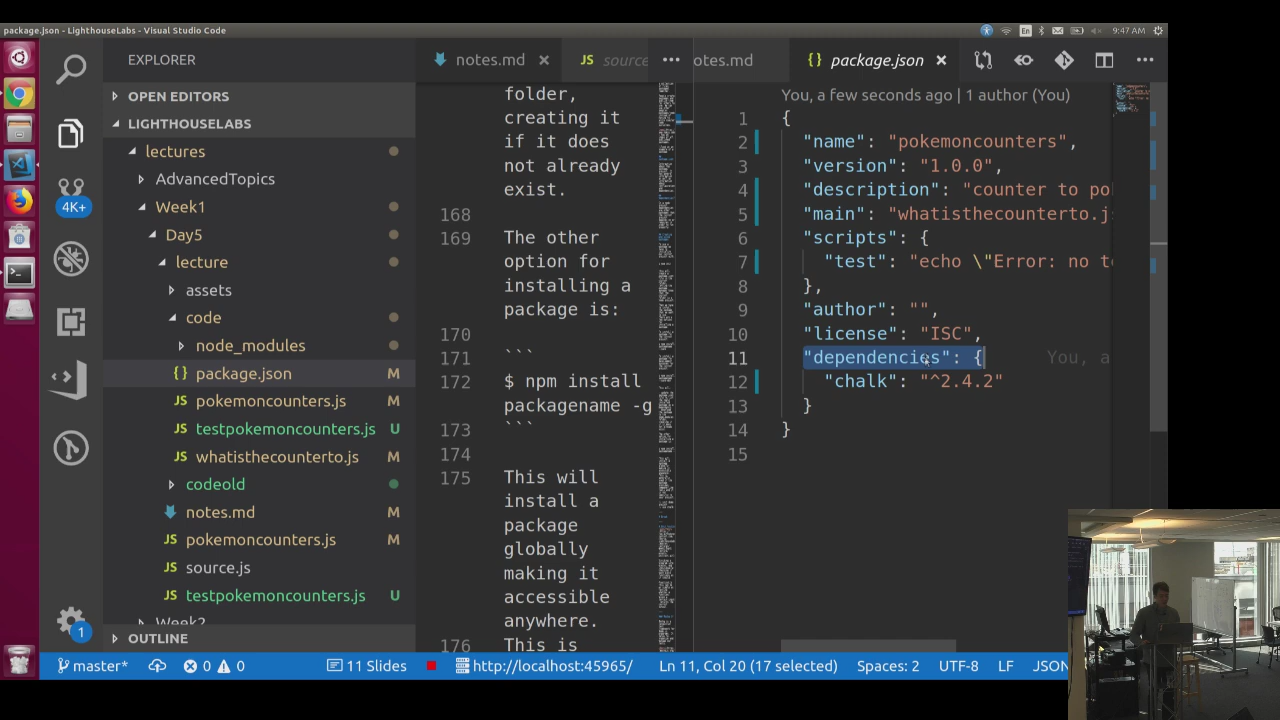 package.json - LighthouseLabs - Visual Studio Code
En
9:47 AM
EXPLORER
OPEN EDITORS
LIGHTHOUSELABS
lectures
AdvancedTopics
Week1
Day5
lecture
assets
code
node_modules
{} package.json M
JS pokemoncounters.js M
JS testpokemoncounters.js U
JS whatisthecounterto.js M
codeold
notes.md M
JS pokemoncounters.js M
JS source.js
JS testpokemoncounters.js U
Week2
OUTLINE
4K+
1
notes.md
JS source
folder,
creating it
if it does
not already
exist.
168
169 The other
option for
installing a
package is:
170
171 ```
172 $ npm install
packagename -g
173 ```
174
175 This will
install a
package
globally
making it
accessible
anywhere.
176 This is
otes.md
{} package.json
You, a few seconds ago | 1 author (You)
1 {
2 "name": "pokemoncounters",
3 "version": "1.0.0",
4 "description": "counter to po
5 "main": "whatisthecounterto.j
6 "scripts": {
7 "test": "echo \"Error: no t
8 },
9 "author": "",
10 "license": "ISC",
11 "dependencies": { You, a
12 "chalk": "^2.4.2"
13 }
14 }
15
master* 0 0 11 Slides http://localhost:45965/ Ln 11, Col 20 (17 selected) Spaces: 2 UTF-8 LF JSON